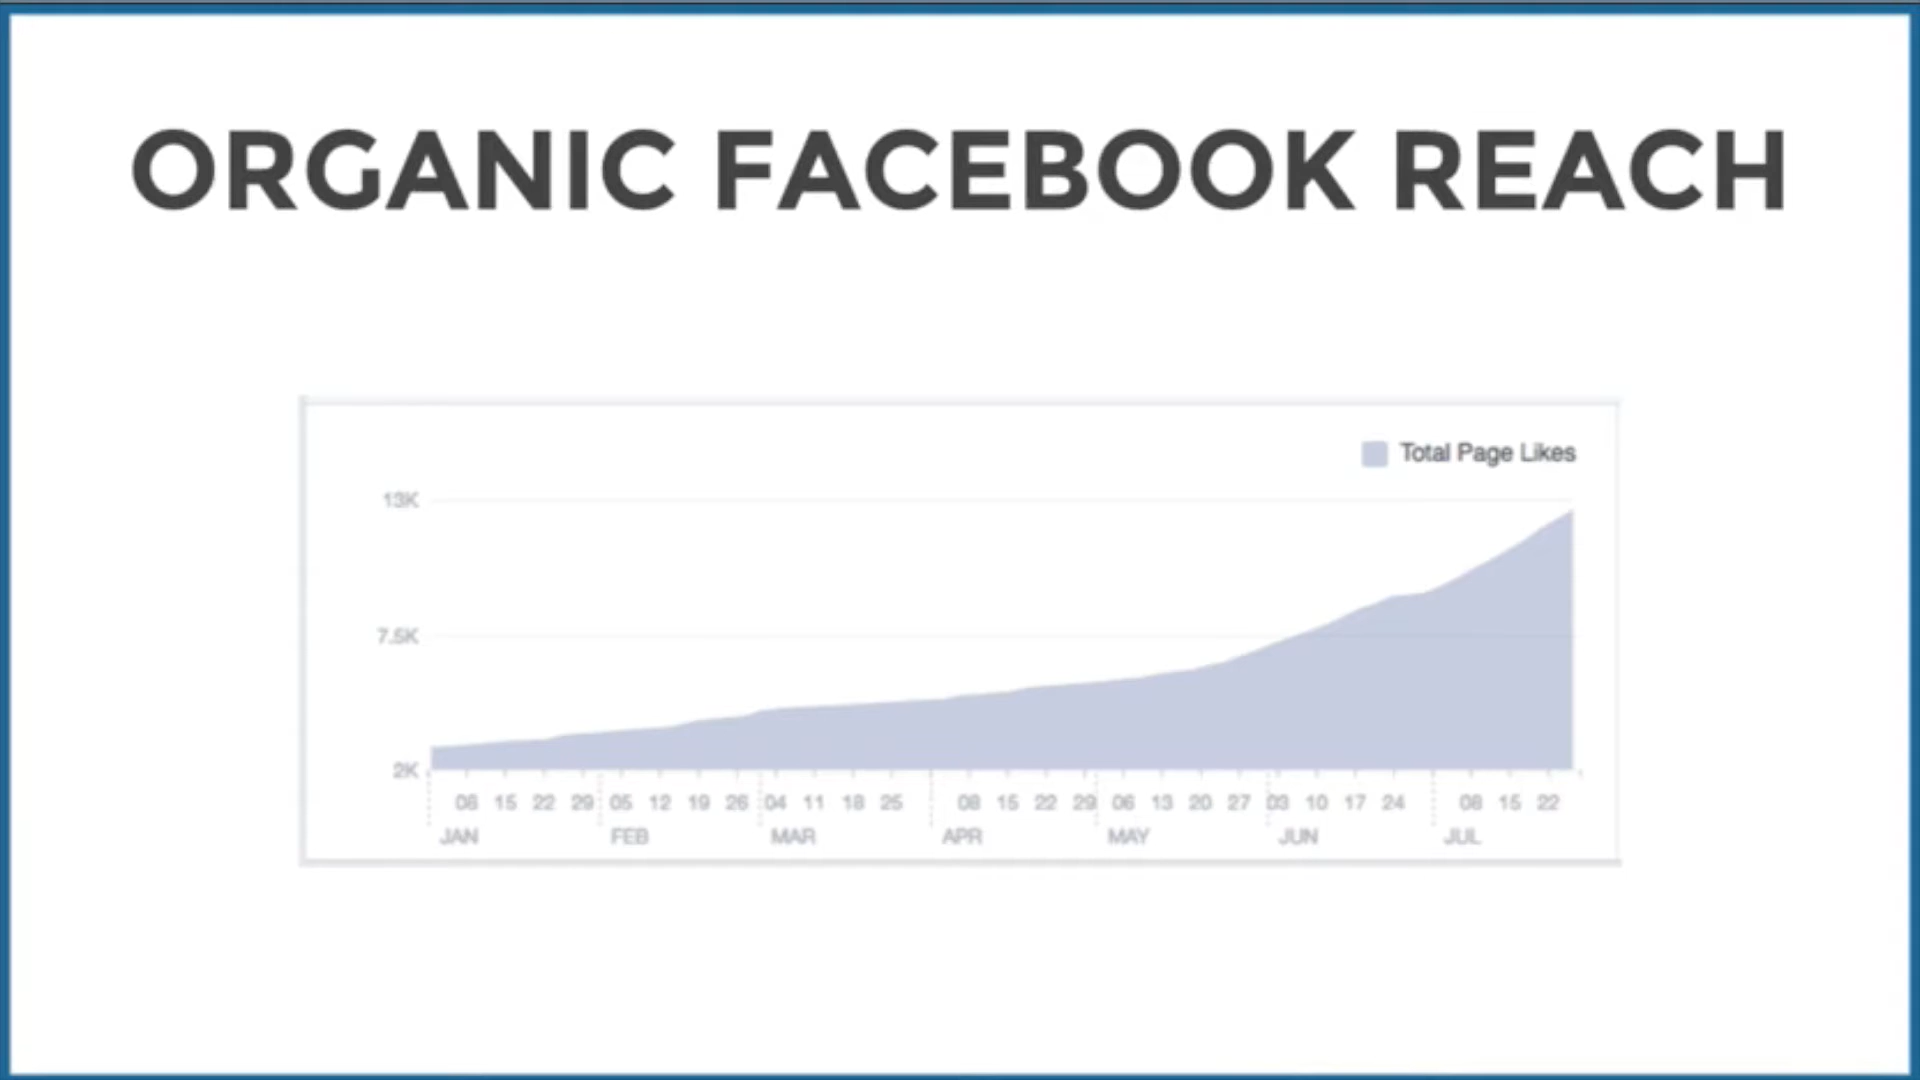 ORGANIC FACEBOOK REACH
Total Page Likes
13K
7.5K
2K
08 15 22 29 05 12 19 26 04 11 18 25 08 15 22 29 06 13 20 27 03 10 17 24 08 15 22
JAN FEB MAR APR MAY JUN JUL